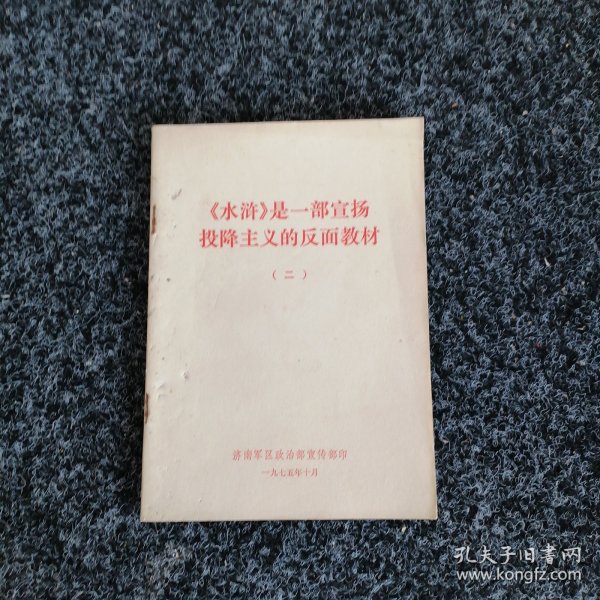 《水浒》是一部宣扬
投降主义的反面教材
（二）
济南军区政治部宣传部印
一九七五年十月
孔夫子旧书网
www.kongfz.com